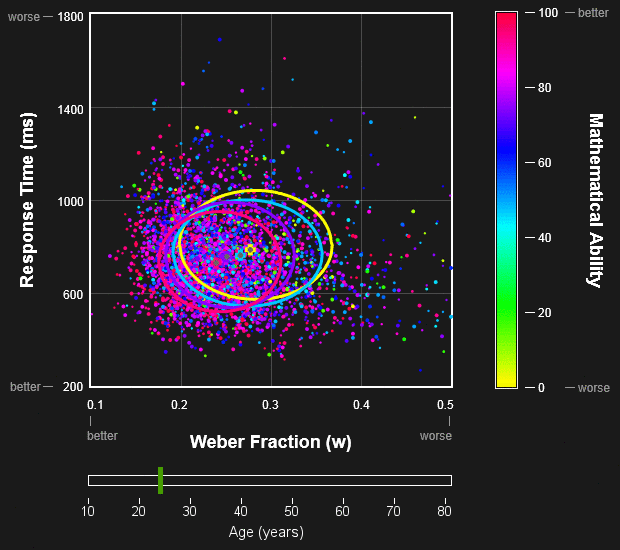 worse
1800
1400
1000
600
200
better
Response Time (ms)
0.1 0.2 0.3 0.4 0.5
better
worse
Weber Fraction (w)
100
80
60
40
20
0
better
worse
Mathematical Ability
10 20 30 40 50 60 70 80
Age (years)